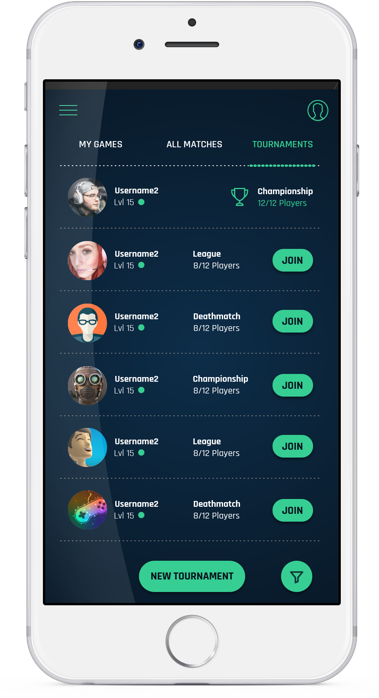 MY GAMES ALL MATCHES TOURNAMENTS
Username2 Championship
Lvl 15 12/12 Players
Username2 League
Lvl 15 8/12 Players JOIN
Username2 Deathmatch
Lvl 15 8/12 Players JOIN
Username2 Championship
Lvl 15 8/12 Players JOIN
Username2 League
Lvl 15 8/12 Players JOIN
Username2 Deathmatch
Lvl 15 8/12 Players JOIN
NEW TOURNAMENT